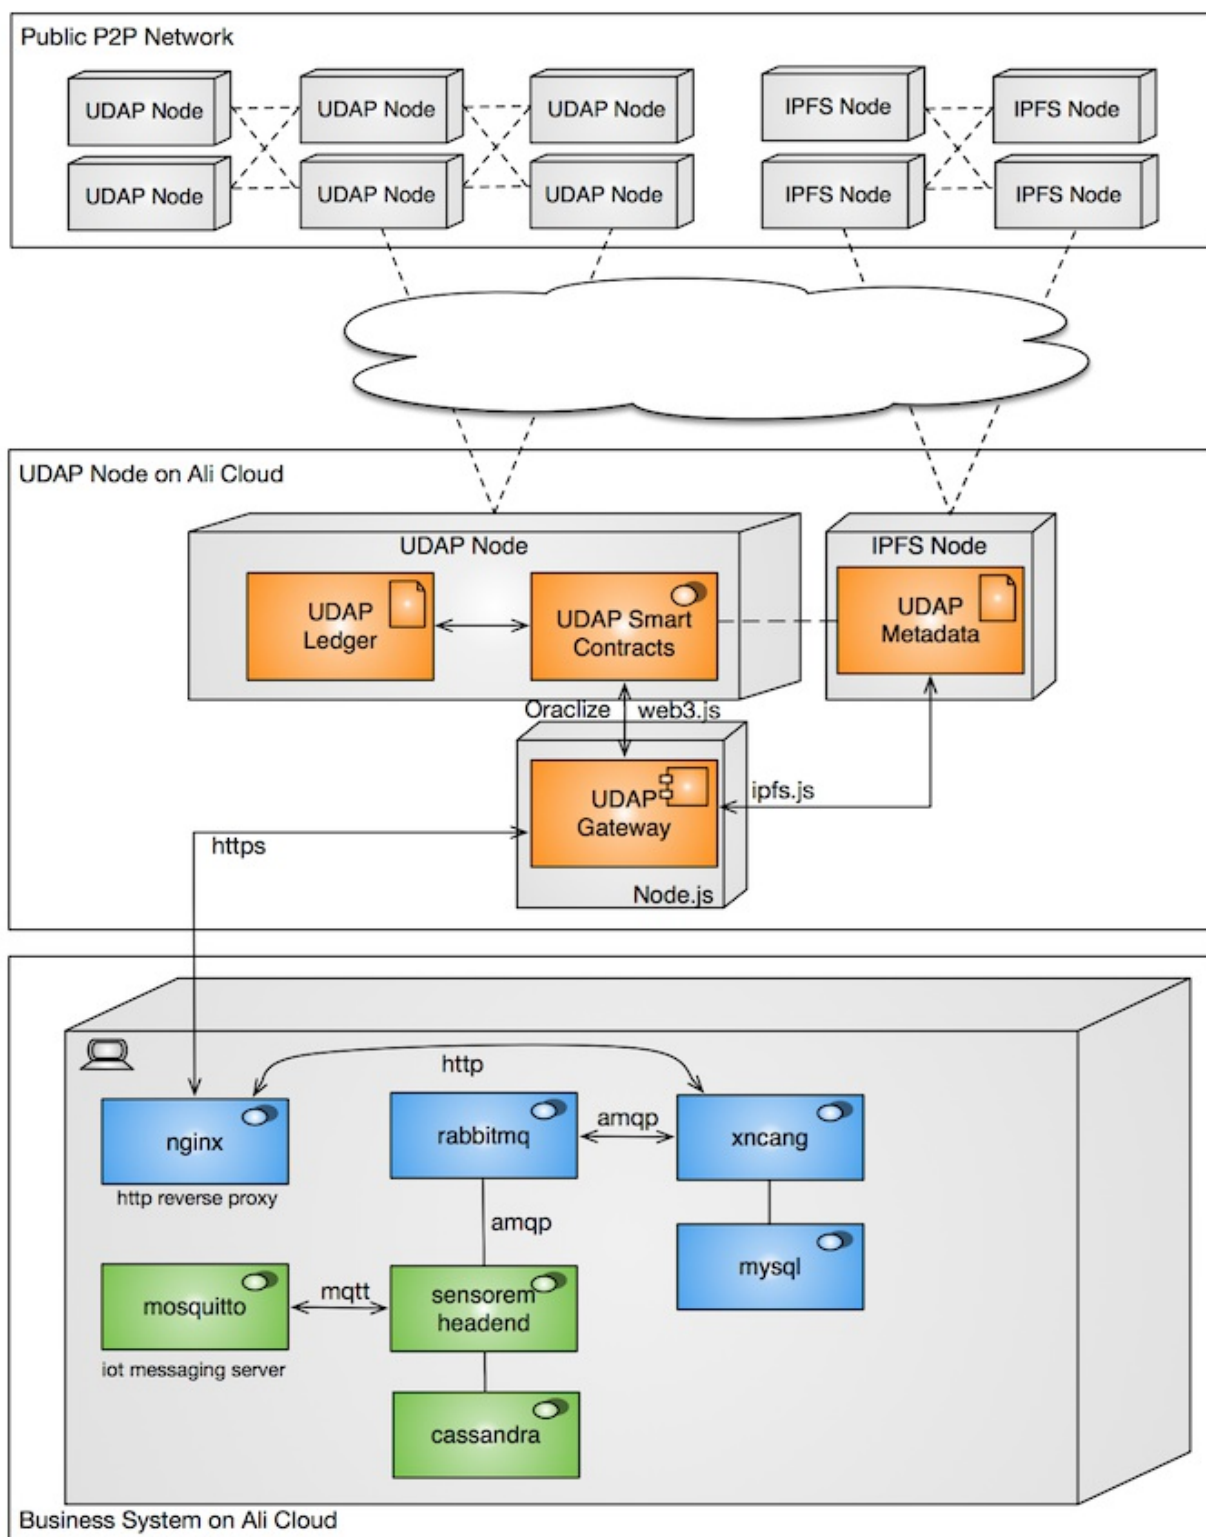 Public P2P Network
UDAP Node
UDAP Node
UDAP Node
IPFS Node
IPFS Node
UDAP Node
UDAP Node
UDAP Node
IPFS Node
IPFS Node
UDAP Node on Ali Cloud
UDAP Node
IPFS Node
UDAP
Ledger
UDAP Smart
Contracts
UDAP
Metadata
Oraclize
web3.js
UDAP
Gateway
ipfs.js
https
Node.js
http
nginx
http reverse proxy
rabbitmq
amqp
xncang
amqp
mysql
mosquitto
iot messaging server
mqtt
sensorem
headend
cassandra
Business System on Ali Cloud